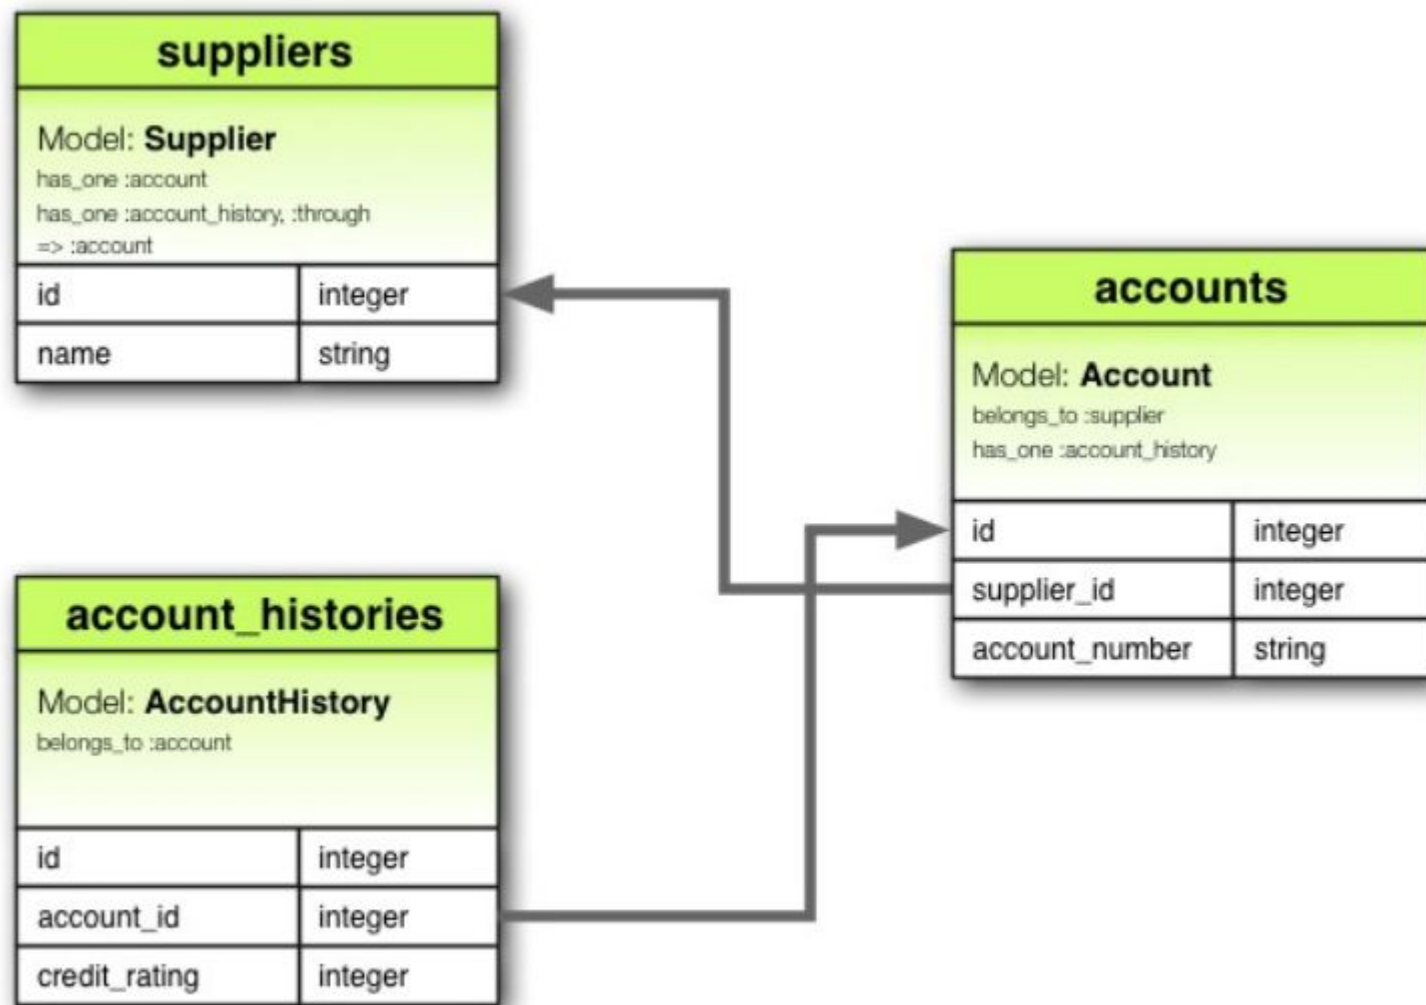 suppliers
Model: Supplier
has_one :account
has_one :account_history, :through
=> :account
id integer
name string
accounts
Model: Account
belongs_to :supplier
has_one :account_history
id integer
supplier_id integer
account_number string
account_histories
Model: AccountHistory
belongs_to :account
id integer
account_id integer
credit_rating integer